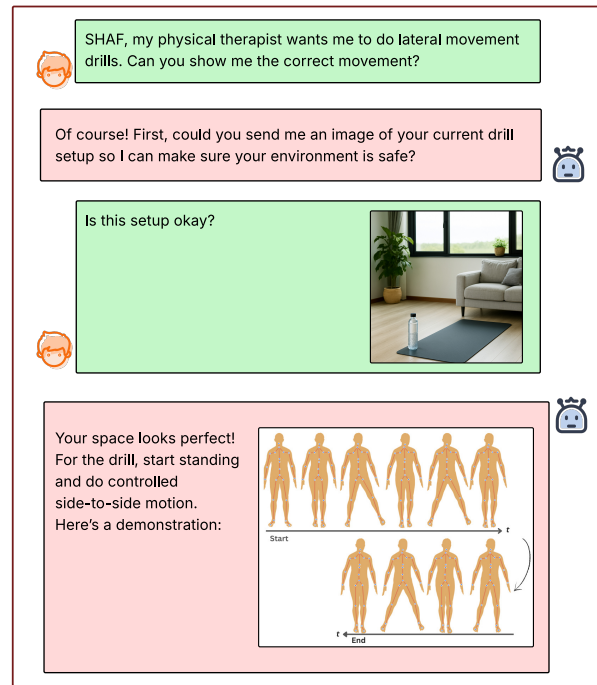 SHAF, my physical therapist wants me to do lateral movement
drills. Can you show me the correct movement?
Of course! First, could you send me an image of your current drill
setup so I can make sure your environment is safe?
Is this setup okay?
Your space looks perfect!
For the drill, start standing
and do controlled
side-to-side motion.
Here's a demonstration:
t
Start
t
End